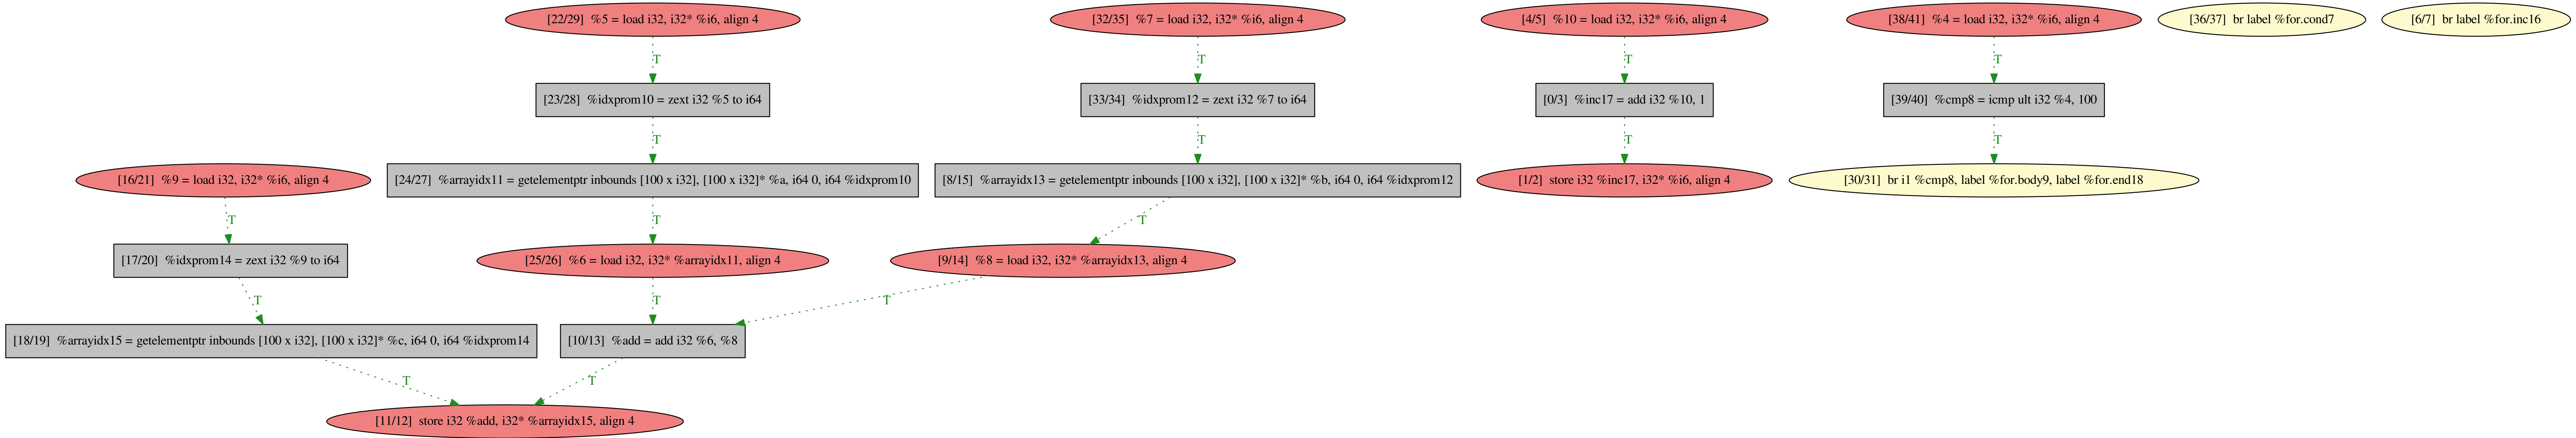 [22/29]  %5 = load i32, i32* %i6, align 4
[32/35]  %7 = load i32, i32* %i6, align 4
[4/5]  %10 = load i32, i32* %i6, align 4
[38/41]  %4 = load i32, i32* %i6, align 4
[36/37]  br label %for.cond7
[6/7]  br label %for.inc16
T
T
T
T
[23/28]  %idxprom10 = zext i32 %5 to i64
[33/34]  %idxprom12 = zext i32 %7 to i64
[0/3]  %inc17 = add i32 %10, 1
[39/40]  %cmp8 = icmp ult i32 %4, 100
T
T
T
T
[16/21]  %9 = load i32, i32* %i6, align 4
[24/27]  %arrayidx11 = getelementptr inbounds [100 x i32], [100 x i32]* %a, i64 0, i64 %idxprom10
[8/15]  %arrayidx13 = getelementptr inbounds [100 x i32], [100 x i32]* %b, i64 0, i64 %idxprom12
[1/2]  store i32 %inc17, i32* %i6, align 4
[30/31]  br i1 %cmp8, label %for.body9, label %for.end18
T
T
T
[17/20]  %idxprom14 = zext i32 %9 to i64
[25/26]  %6 = load i32, i32* %arrayidx11, align 4
[9/14]  %8 = load i32, i32* %arrayidx13, align 4
T
T
T
[18/19]  %arrayidx15 = getelementptr inbounds [100 x i32], [100 x i32]* %c, i64 0, i64 %idxprom14
[10/13]  %add = add i32 %6, %8
T
T
[11/12]  store i32 %add, i32* %arrayidx15, align 4